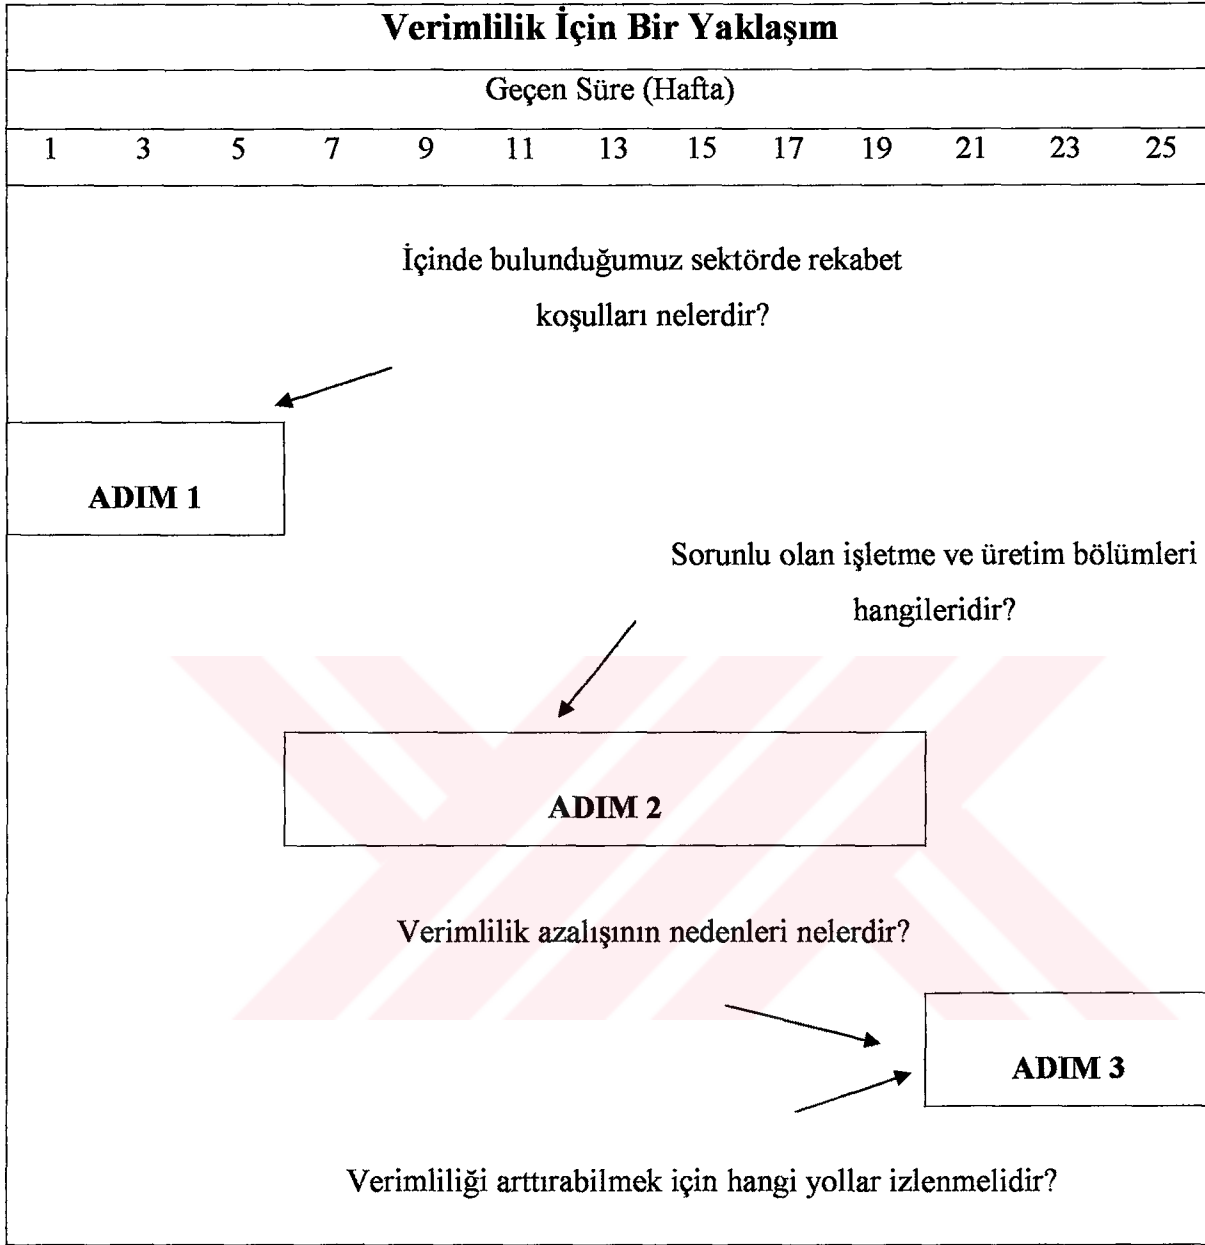 Verimlilik İçin Bir Yaklaşım
Geçen Süre (Hafta)
1 3 5 7 9 11 13 15 17 19 21 23 25
İçinde bulunduğumuz sektörde rekabet
koşulları nelerdir?
ADIM 1
Sorunlu olan işletme ve üretim bölümleri
hangileridir?
ADIM 2
Verimlilik azalışının nedenleri nelerdir?
ADIM 3
Verimliliği arttırabilmek için hangi yollar izlenmelidir?